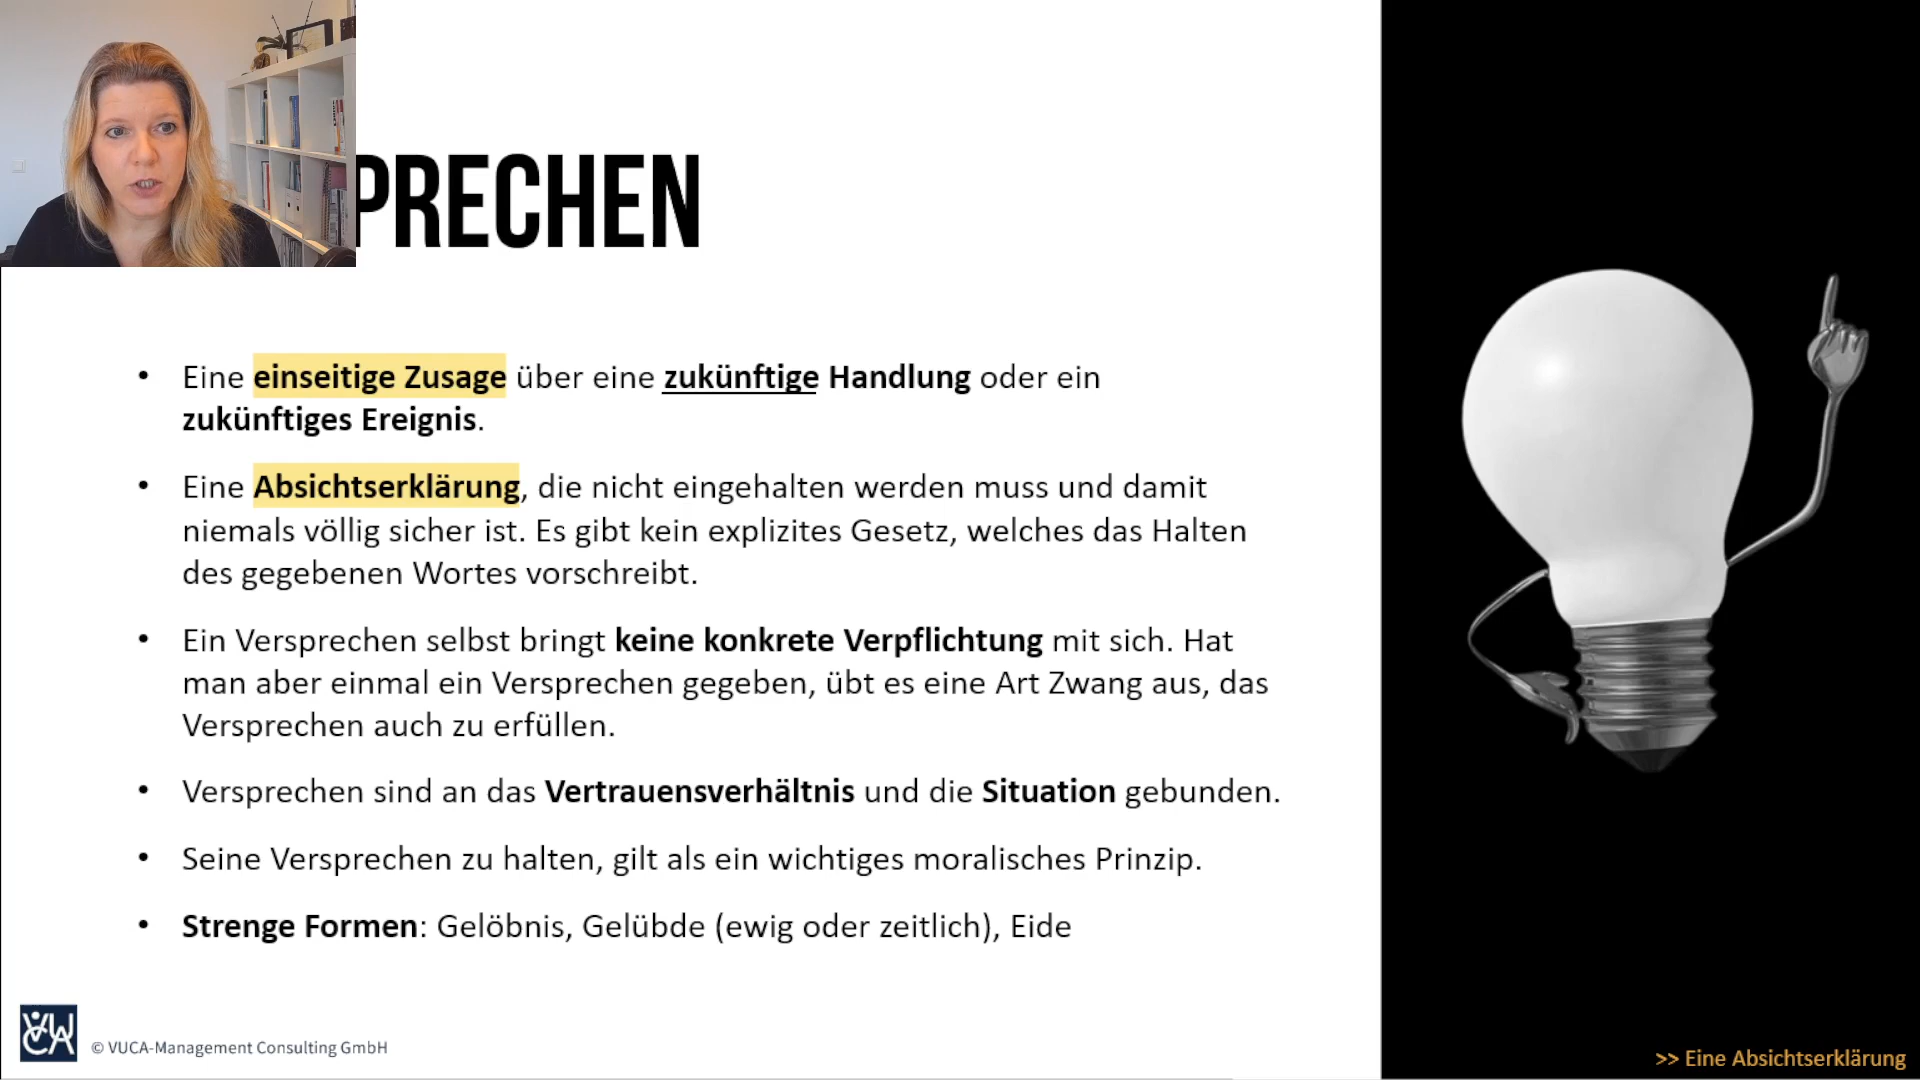 PRECHEN
• Eine einseitige Zusage über eine zukünftige Handlung oder ein
zukünftiges Ereignis.
• Eine Absichtserklärung, die nicht eingehalten werden muss und damit
niemals völlig sicher ist. Es gibt kein explizites Gesetz, welches das Halten
des gegebenen Wortes vorschreibt.
• Ein Versprechen selbst bringt keine konkrete Verpflichtung mit sich. Hat
man aber einmal ein Versprechen gegeben, übt es eine Art Zwang aus, das
Versprechen auch zu erfüllen.
• Versprechen sind an das Vertrauensverhältnis und die Situation gebunden.
• Seine Versprechen zu halten, gilt als ein wichtiges moralisches Prinzip.
• Strenge Formen: Gelöbnis, Gelübde (ewig oder zeitlich), Eide
© VUCA-Management Consulting GmbH
>> Eine Absichtserklärung